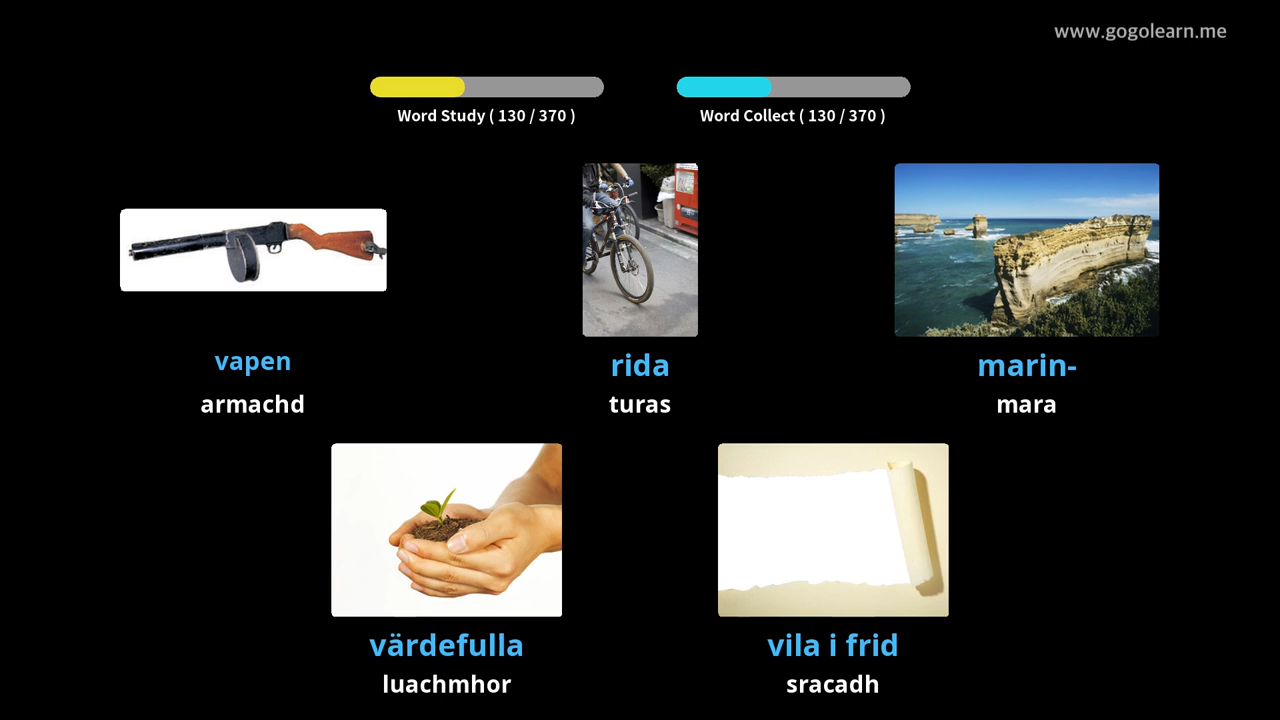 www.gogolearn.me
Word Study ( 130 / 370 )
Word Collect ( 130 / 370 )
vapen
armachd
rida
turas
marin-
mara
värdefulla
luachmhor
vila i frid
sracadh